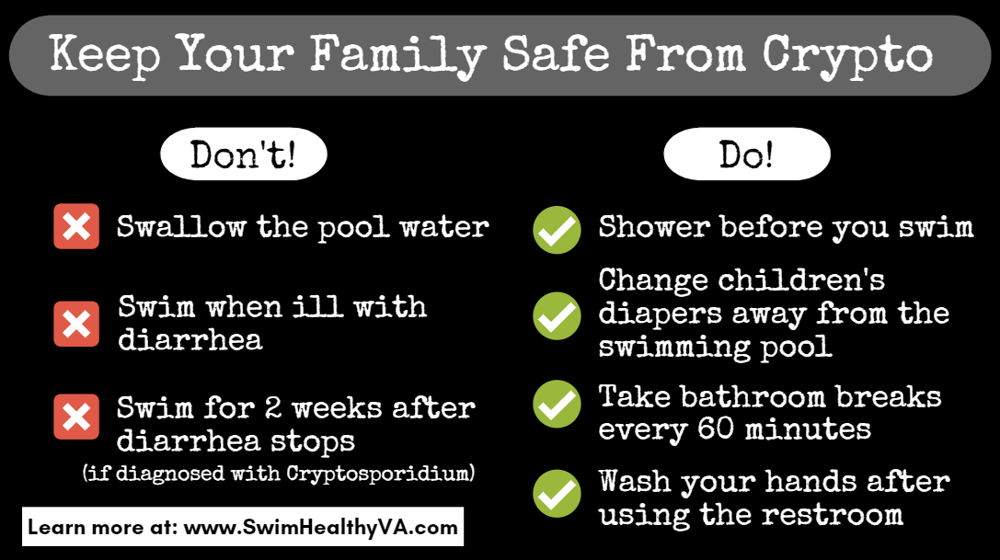 Keep Your Family Safe From Crypto
Don't!
Swallow the pool water
Swim when ill with
diarrhea
Swim for 2 weeks after
diarrhea stops
(if diagnosed with Cryptosporidium)
Learn more at: www.SwimHealthyVA.com
Do!
Shower before you swim
Change children's
diapers away from the
swimming pool
Take bathroom breaks
every 60 minutes
Wash your hands after
using the restroom